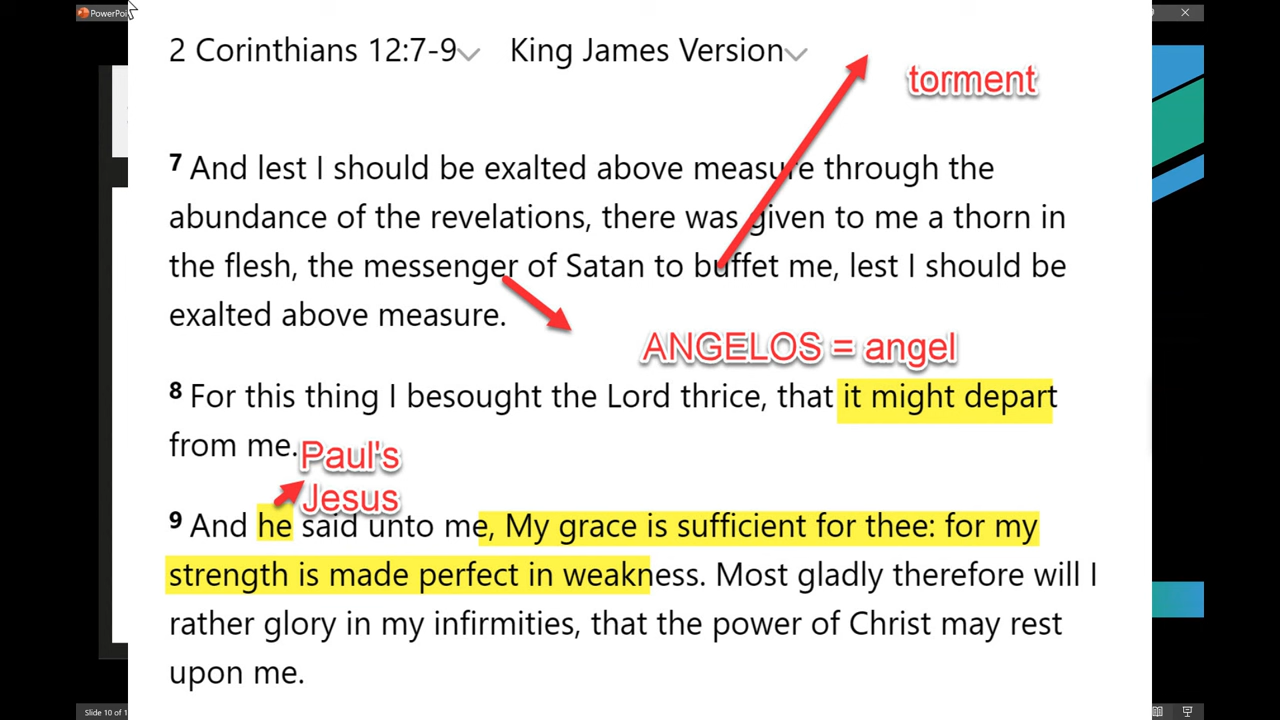 PowerPoi
2 Corinthians 12:7-9 King James Version
torment
7 And lest I should be exalted above measure through the
abundance of the revelations, there was given to me a thorn in
the flesh, the messenger of Satan to buffet me, lest I should be
exalted above measure.
ANGELOS = angel
8 For this thing I besought the Lord thrice, that it might depart
from me.
Paul's
Jesus
9 And he said unto me, My grace is sufficient for thee: for my
strength is made perfect in weakness. Most gladly therefore will I
rather glory in my infirmities, that the power of Christ may rest
upon me.
Slide 10 of 1